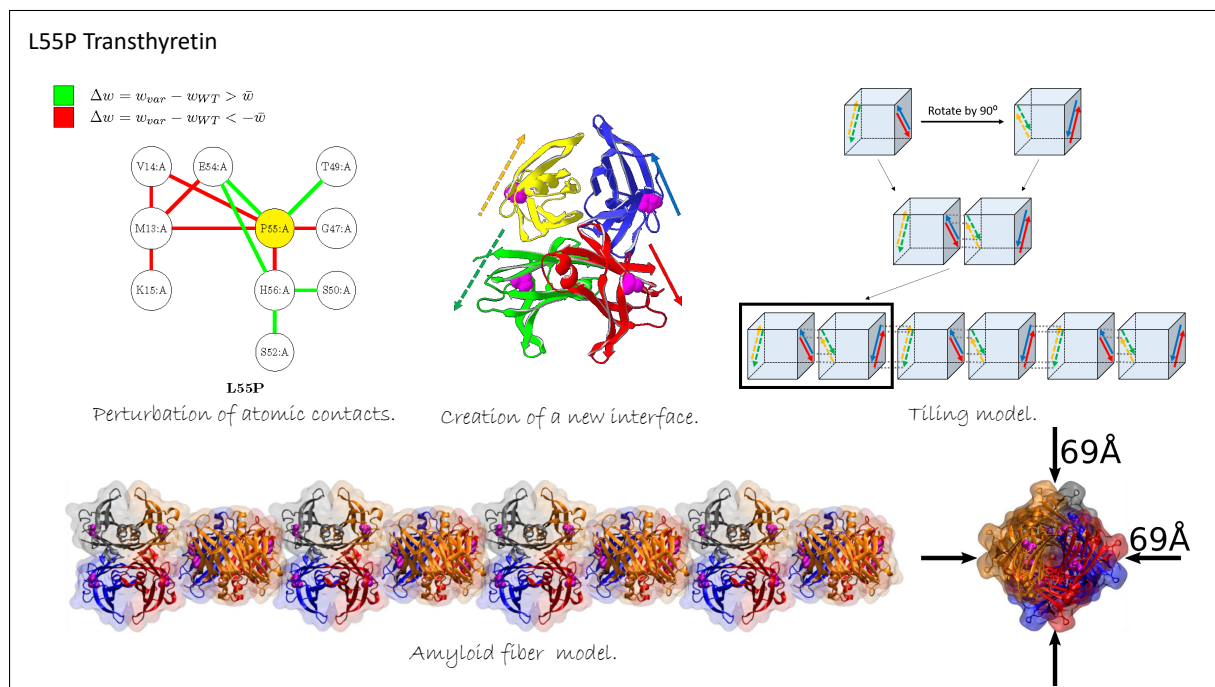 L55P Transthyretin
Δw = w_var − w_WT > w̄
Δw = w_var − w_WT < −w̄
V14:A
E54:A
T49:A
M13:A
P55:A
G47:A
K15:A
H56:A
S50:A
S52:A
L55P
Perturbation of atomic contacts.
Creation of a new interface.
Rotate by 90º
Tiling model.
Amyloid fiber model.
69Å
69Å